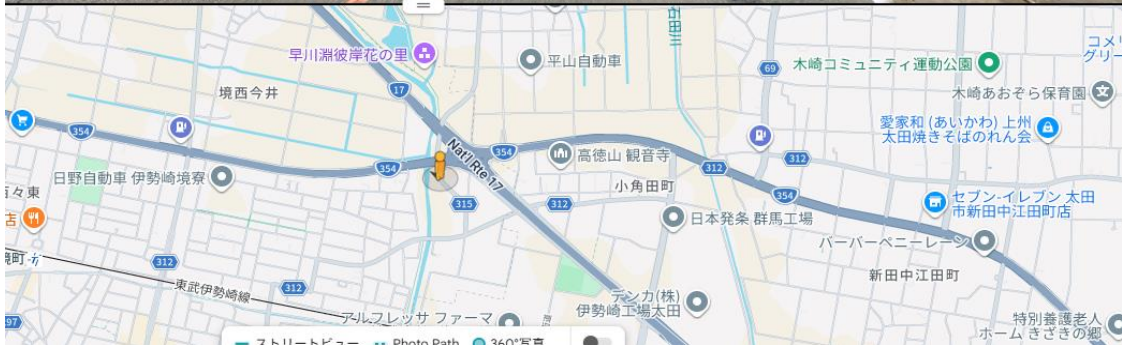 早川淵彼岸花の里
平山自動車
石田川
コメリ
グリー
木崎コミュニティ運動公園
69
17
境西今井
木崎あおぞら保育園
愛家和 (あいかわ) 上州
太田焼きそばのれん会
354
354
Nat'l Rte 17
高徳山 観音寺
312
312
354
日野自動車 伊勢崎境寮
354
小角田町
百々東
店
315
312
日本発条 群馬工場
セブン-イレブン 太田
市新田中江田町店
バーバーペニーレーン
312
新田中江田町
東武伊勢崎線
312
デンカ(株)
伊勢崎工場太田
アルフレッサ ファーマ
特別養護老人
ホーム きざきの郷
ストリートビュー
Photo Path
360°写真